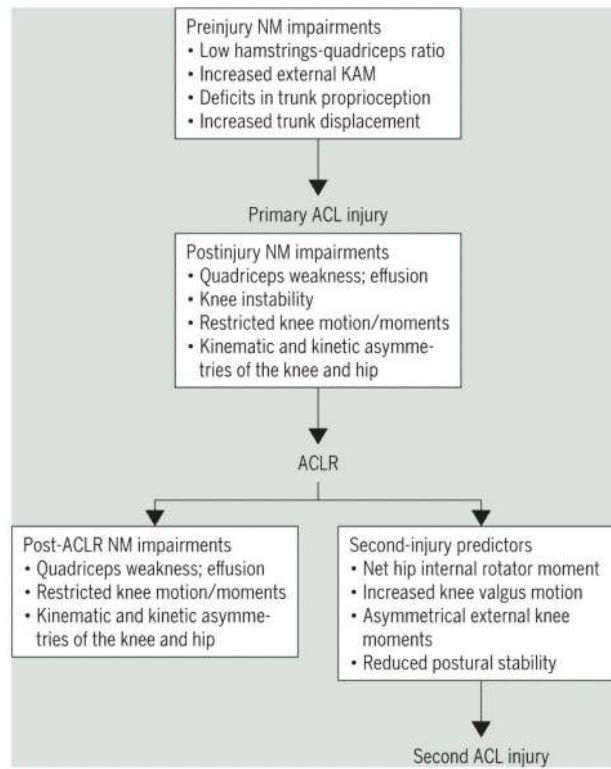 Preinjury NM impairments
• Low hamstrings-quadriceps ratio
• Increased external KAM
• Deficits in trunk proprioception
• Increased trunk displacement
Primary ACL injury
Postinjury NM impairments
• Quadriceps weakness; effusion
• Knee instability
• Restricted knee motion/moments
• Kinematic and kinetic asymme-
tries of the knee and hip
ACLR
Post-ACLR NM impairments
• Quadriceps weakness; effusion
• Restricted knee motion/moments
• Kinematic and kinetic asymme-
tries of the knee and hip
Second-injury predictors
• Net hip internal rotator moment
• Increased knee valgus motion
• Asymmetrical external knee
moments
• Reduced postural stability
Second ACL injury